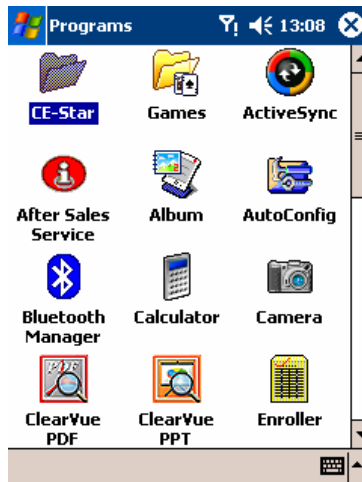 Programs 13:08
CE-Star Games ActiveSync
After Sales Service Album AutoConfig
Bluetooth Manager Calculator Camera
PDF
ClearVue PDF ClearVue PPT Enroller